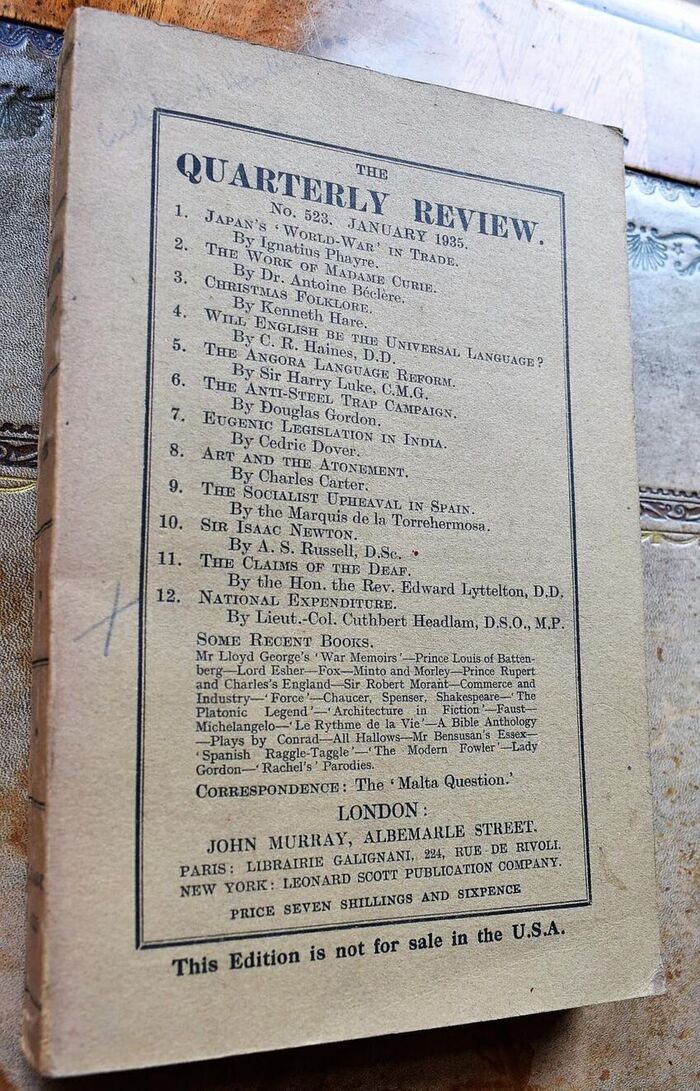 THE
QUARTERLY REVIEW.
No. 523. JANUARY 1935.
1. JAPAN'S 'WORLD-WAR' IN TRADE.
By Ignatius Phayre.
2. THE WORK OF MADAME CURIE.
By Dr. Antoine Béclère.
3. CHRISTMAS FOLKLORE.
By Kenneth Hare.
4. WILL ENGLISH BE THE UNIVERSAL LANGUAGE?
By C. R. Haines, D.D.
5. THE ANGORA LANGUAGE REFORM.
By Sir Harry Luke, C.M.G.
6. THE ANTI-STEEL TRAP CAMPAIGN.
By Douglas Gordon.
7. EUGENIC LEGISLATION IN INDIA.
By Cedric Dover.
8. ART AND THE ATONEMENT.
By Charles Carter.
9. THE SOCIALIST UPHEAVAL IN SPAIN.
By the Marquis de la Torrehermosa.
10. SIR ISAAC NEWTON.
By A. S. Russell, D.Sc.
11. THE CLAIMS OF THE DEAF.
By the Hon. the Rev. Edward Lyttelton, D.D.
12. NATIONAL EXPENDITURE.
By Lieut.-Col. Cuthbert Headlam, D.S.O., M.P.
SOME RECENT BOOKS.
Mr Lloyd George's 'War Memoirs'—Prince Louis of Batten-
berg—Lord Esher—Fox—Minto and Morley—Prince Rupert
and Charles's England—Sir Robert Morant—Commerce and
Industry—'Force'—Chaucer, Spenser, Shakespeare—'The
Platonic Legend'—'Architecture in Fiction'—Faust—
Michelangelo—'Le Rythme de la Vie'—A Bible Anthology
—Plays by Conrad—All Hallows—Mr Bensusan's Essex—
'Spanish Raggle-Taggle'—'The Modern Fowler'—Lady
Gordon—'Rachel's' Parodies.
CORRESPONDENCE: The 'Malta Question.'
LONDON:
JOHN MURRAY, ALBEMARLE STREET.
PARIS: LIBRAIRIE GALIGNANI, 224, RUE DE RIVOLI.
NEW YORK: LEONARD SCOTT PUBLICATION COMPANY.
PRICE SEVEN SHILLINGS AND SIXPENCE
This Edition is not for sale in the U.S.A.